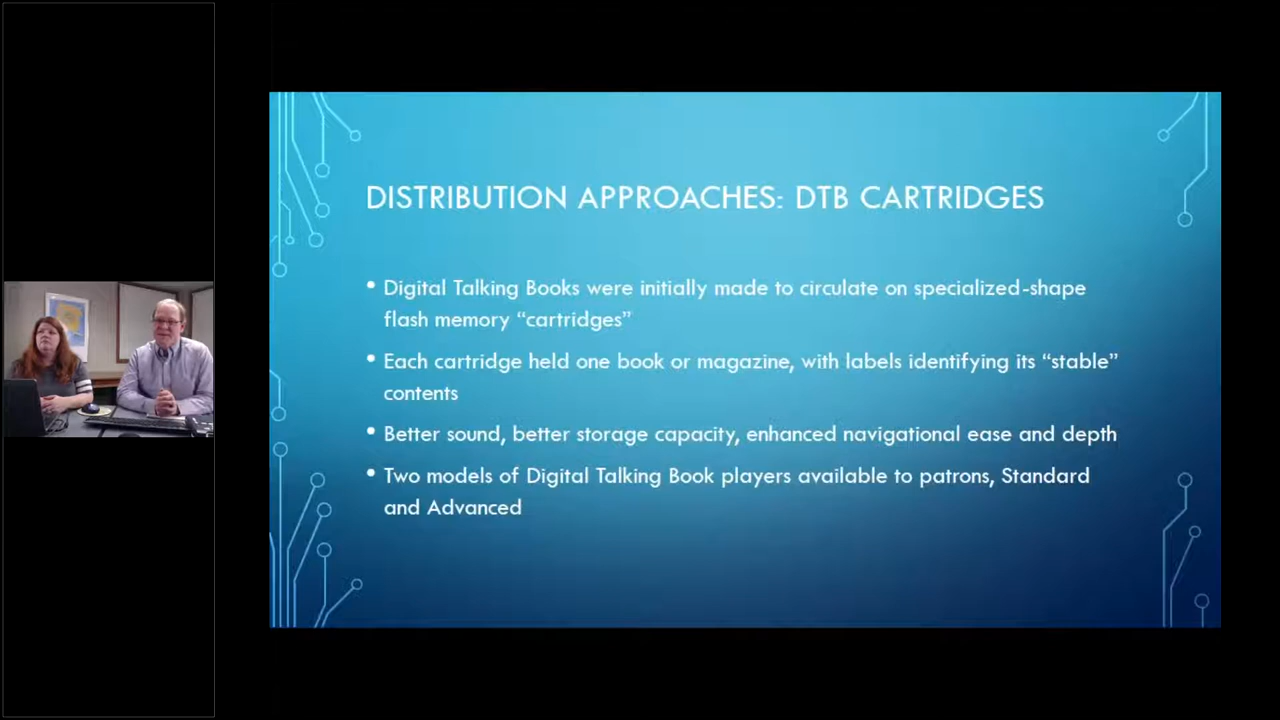 DISTRIBUTION APPROACHES: DTB CARTRIDGES
• Digital Talking Books were initially made to circulate on specialized-shape
flash memory “cartridges”
• Each cartridge held one book or magazine, with labels identifying its “stable”
contents
• Better sound, better storage capacity, enhanced navigational ease and depth
• Two models of Digital Talking Book players available to patrons, Standard
and Advanced